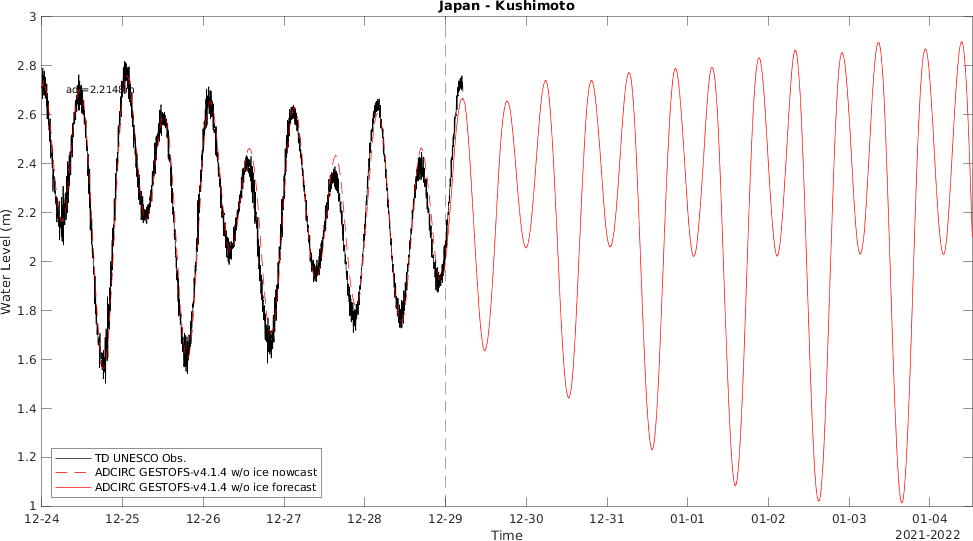 Japan - Kushimoto
3
2.8
2.6
2.4
2.2
2
1.8
1.6
1.4
1.2
1
Water Level (m)
TD UNESCO Obs.
ADCIRC GESTOFS-v4.1.4 w/o ice nowcast
ADCIRC GESTOFS-v4.1.4 w/o ice forecast
12-24 12-25 12-26 12-27 12-28 12-29 12-30 12-31 01-01 01-02 01-03 01-04
Time
2021-2022